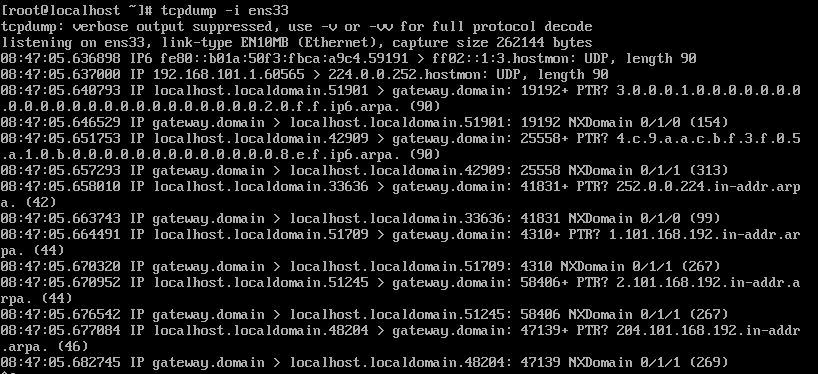 [root@localhost localdomain]# tcpdump -i ens33
tcpdump: verbose output suppressed, use -v or -vv for full protocol decode
listening on ens33, link-type EN10MB (Ethernet), capture size 262144 bytes
08:47:05.636898 IP6 fe80::b01a:50f3:fbca:a9c4.59191 > ff02::1:3.hostmon: UDP, length 90
08:47:05.637000 IP 192.168.101.1.60565 > 224.0.0.252.hostmon: UDP, length 90
08:47:05.640793 IP localhost.localdomain.51901 > gateway.domain: 19192+ PTR? 3.0.0.0.1.0.0.0.0.0.0.0
.0.0.0.0.0.0.0.0.0.0.0.0.0.0.0.0.2.0.f.f.ip6.arpa. (90)
08:47:05.646529 IP gateway.domain > localhost.localdomain.51901: 19192 NXDomain 0/1/0 (154)
08:47:05.651753 IP localhost.localdomain.42909 > gateway.domain: 25558+ PTR? 4.c.9.a.a.c.b.f.3.f.0.5
.a.1.0.b.0.0.0.0.0.0.0.0.0.0.0.0.0.8.e.f.ip6.arpa. (90)
08:47:05.657293 IP gateway.domain > localhost.localdomain.42909: 25558 NXDomain 0/1/1 (313)
08:47:05.658010 IP localhost.localdomain.33636 > gateway.domain: 41831+ PTR? 252.0.0.224.in-addr.arp
a. (42)
08:47:05.663743 IP gateway.domain > localhost.localdomain.33636: 41831 NXDomain 0/1/0 (99)
08:47:05.664491 IP localhost.localdomain.51709 > gateway.domain: 4310+ PTR? 1.101.168.192.in-addr.ar
pa. (44)
08:47:05.670320 IP gateway.domain > localhost.localdomain.51709: 4310 NXDomain 0/1/1 (267)
08:47:05.670952 IP localhost.localdomain.51245 > gateway.domain: 58406+ PTR? 2.101.168.192.in-addr.a
rpa. (44)
08:47:05.676542 IP gateway.domain > localhost.localdomain.51245: 58406 NXDomain 0/1/1 (267)
08:47:05.677084 IP localhost.localdomain.48204 > gateway.domain: 47139+ PTR? 204.101.168.192.in-addr
.arpa. (46)
08:47:05.682745 IP gateway.domain > localhost.localdomain.48204: 47139 NXDomain 0/1/1 (269)